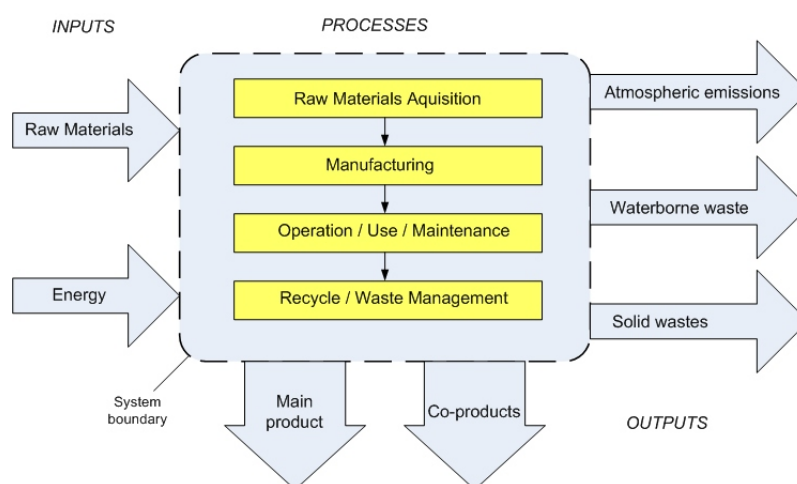 INPUTS
PROCESSES
Raw Materials Aquisition
Atmospheric emissions
Raw Materials
Manufacturing
Waterborne waste
Operation / Use / Maintenance
Energy
Recycle / Waste Management
Solid wastes
System
boundary
Main
product
Co-products
OUTPUTS